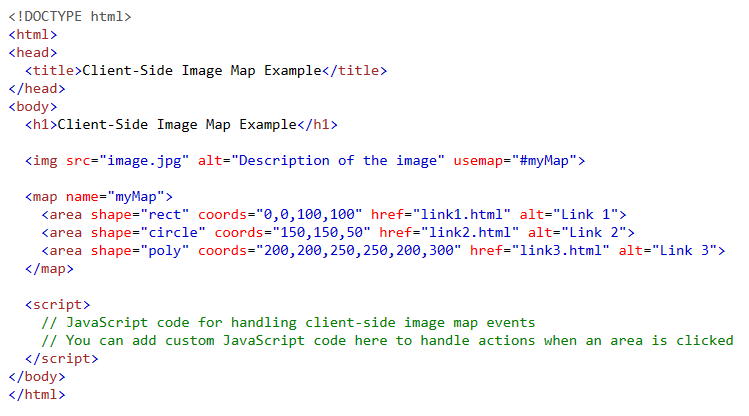 <!DOCTYPE html>
<html>
<head>
  <title>Client-Side Image Map Example</title>
</head>
<body>
  <h1>Client-Side Image Map Example</h1>
  <img src="image.jpg" alt="Description of the image" usemap="#myMap">
  <map name="myMap">
    <area shape="rect" coords="0,0,100,100" href="link1.html" alt="Link 1">
    <area shape="circle" coords="150,150,50" href="link2.html" alt="Link 2">
    <area shape="poly" coords="200,200,250,250,200,300" href="link3.html" alt="Link 3">
  </map>
  <script>
    // JavaScript code for handling client-side image map events
    // You can add custom JavaScript code here to handle actions when an area is clicked
  </script>
</body>
</html>